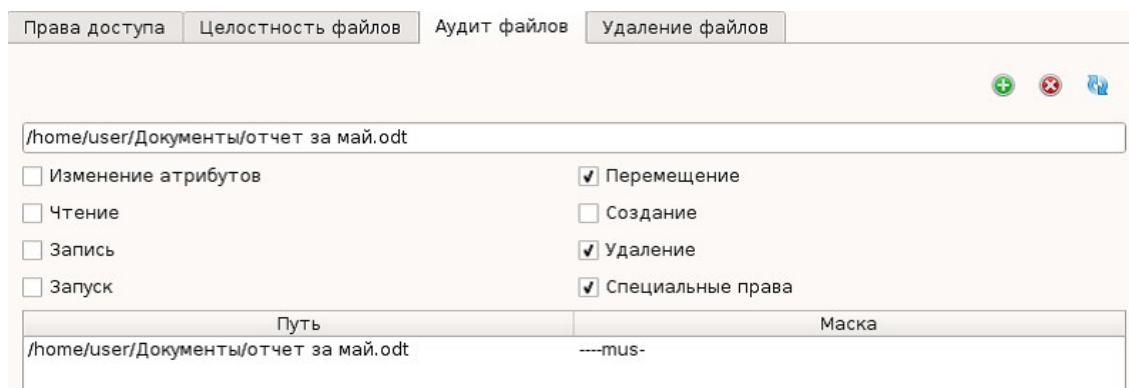 Права доступа Целостность файлов Аудит файлов Удаление файлов
/home/user/Документы/отчет за май.odt
Изменение атрибутов Перемещение
Чтение Создание
Запись Удаление
Запуск Специальные права
Путь Маска
/home/user/Документы/отчет за май.odt ----mus-